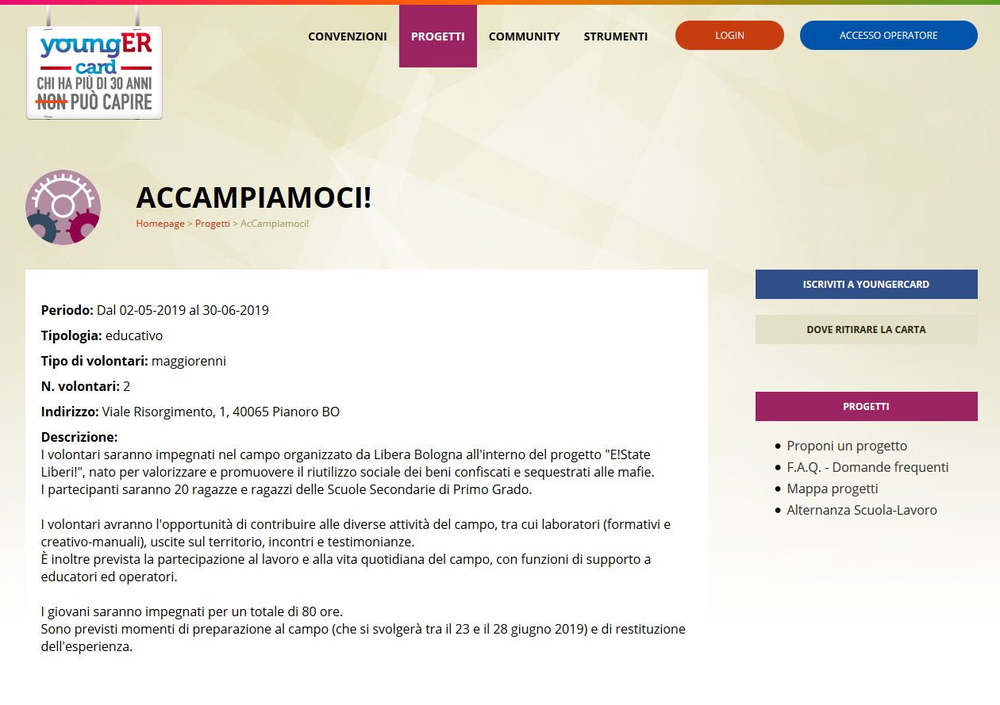 youngER
card
CHI HA PIÙ DI 30 ANNI
NON PUÒ CAPIRE
CONVENZIONI
PROGETTI
COMMUNITY
STRUMENTI
LOGIN
ACCESSO OPERATORE
ACCAMPIAMOCI!
Homepage > Progetti > AcCampiamoci!
Periodo: Dal 02-05-2019 al 30-06-2019
Tipologia: educativo
Tipo di volontari: maggiorenni
N. volontari: 2
Indirizzo: Viale Risorgimento, 1, 40065 Pianoro BO
Descrizione:
I volontari saranno impegnati nel campo organizzato da Libera Bologna all'interno del progetto "E!State
Liberi!", nato per valorizzare e promuovere il riutilizzo sociale dei beni confiscati e sequestrati alle mafie.
I partecipanti saranno 20 ragazze e ragazzi delle Scuole Secondarie di Primo Grado.
I volontari avranno l'opportunità di contribuire alle diverse attività del campo, tra cui laboratori (formativi e
creativo-manuali), uscite sul territorio, incontri e testimonianze.
È inoltre prevista la partecipazione al lavoro e alla vita quotidiana del campo, con funzioni di supporto a
educatori ed operatori.
I giovani saranno impegnati per un totale di 80 ore.
Sono previsti momenti di preparazione al campo (che si svolgerà tra il 23 e il 28 giugno 2019) e di restituzione
dell'esperienza.
ISCRIVITI A YOUNGERCARD
DOVE RITIRARE LA CARTA
PROGETTI
Proponi un progetto
F.A.Q. - Domande frequenti
Mappa progetti
Alternanza Scuola-Lavoro